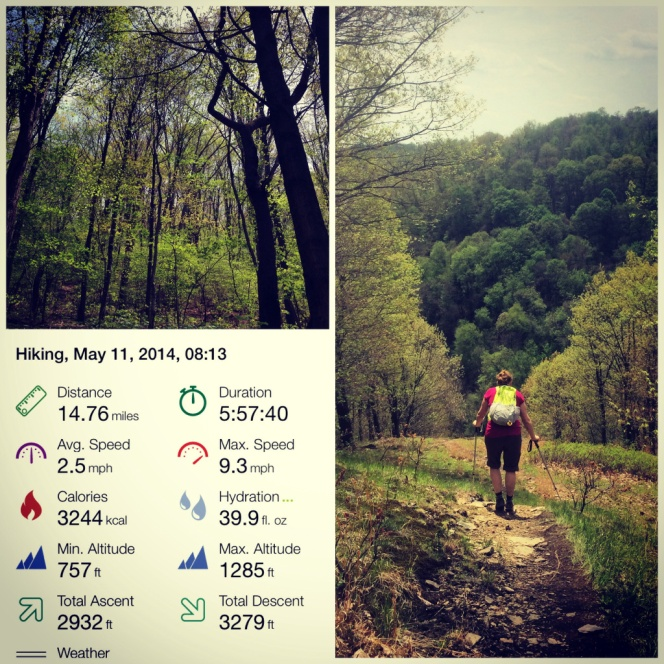 Hiking, May 11, 2014, 08:13
Distance
14.76 miles
Duration
5:57:40
Avg. Speed
2.5 mph
Max. Speed
9.3 mph
Calories
3244 kcal
Hydration ...
39.9 fl. oz
Min. Altitude
757 ft
Max. Altitude
1285 ft
Total Ascent
2932 ft
Total Descent
3279 ft
Weather